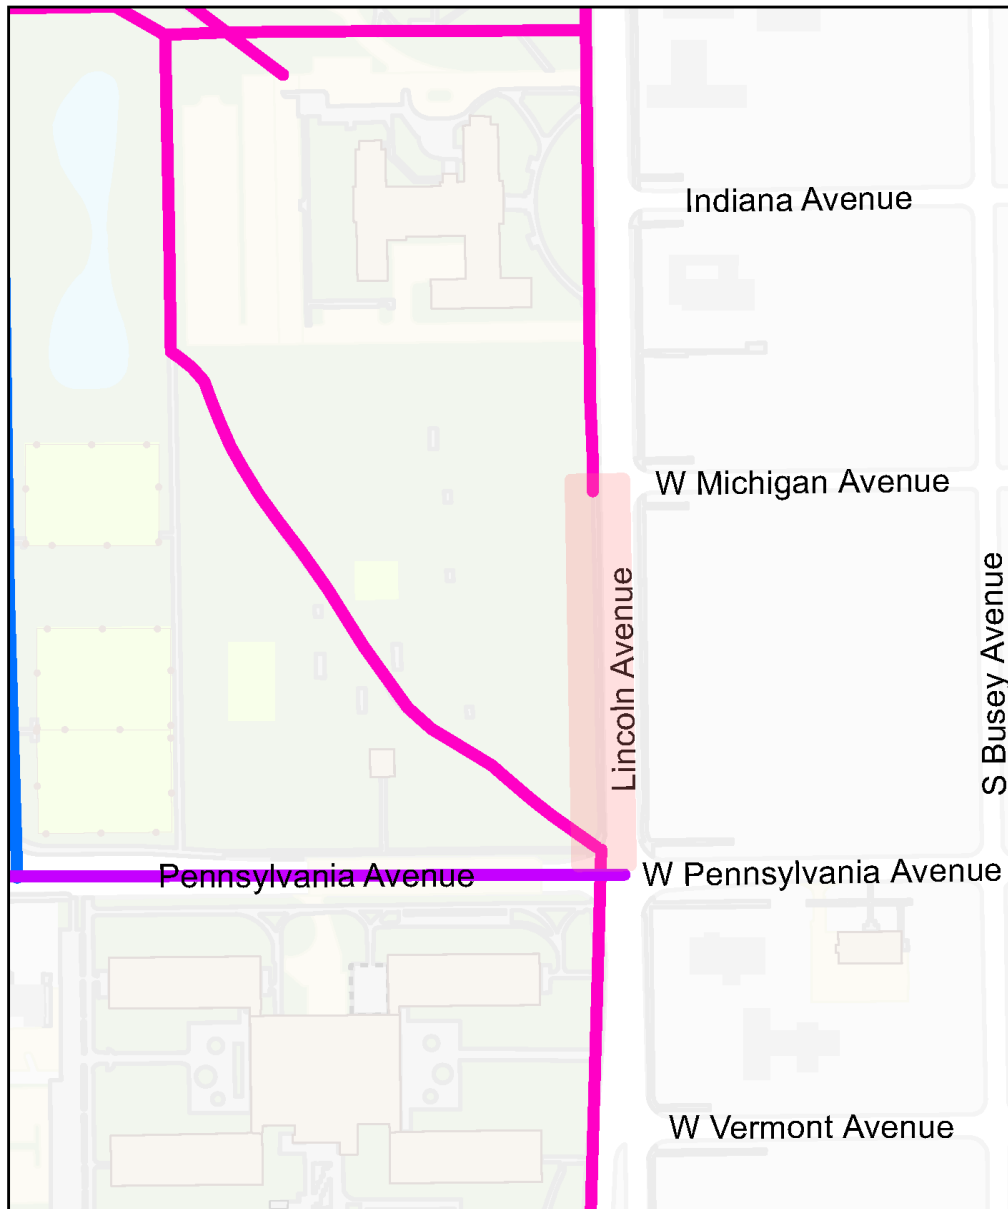 Indiana Avenue
W Michigan Avenue
Lincoln Avenue
S Busey Avenue
Pennsylvania Avenue
W Pennsylvania Avenue
W Vermont Avenue